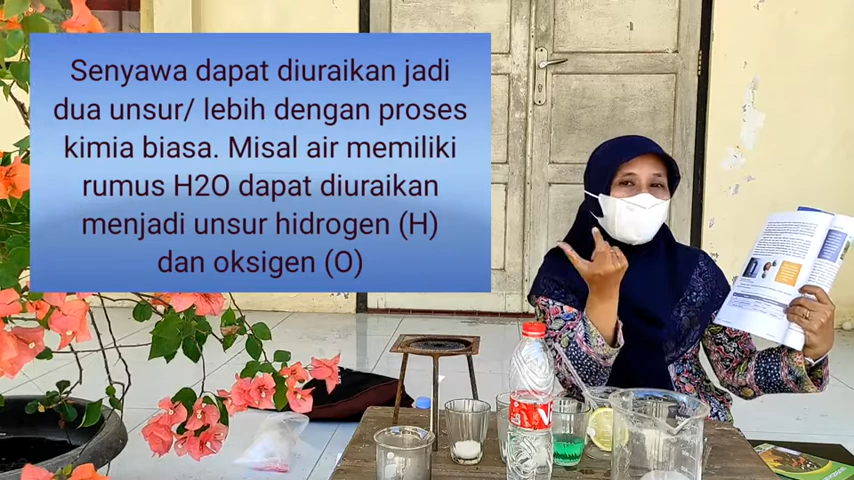 Senyawa dapat diuraikan jadi
dua unsur/ lebih dengan proses
kimia biasa. Misal air memiliki
rumus H2O dapat diuraikan
menjadi unsur hidrogen (H)
dan oksigen (O)